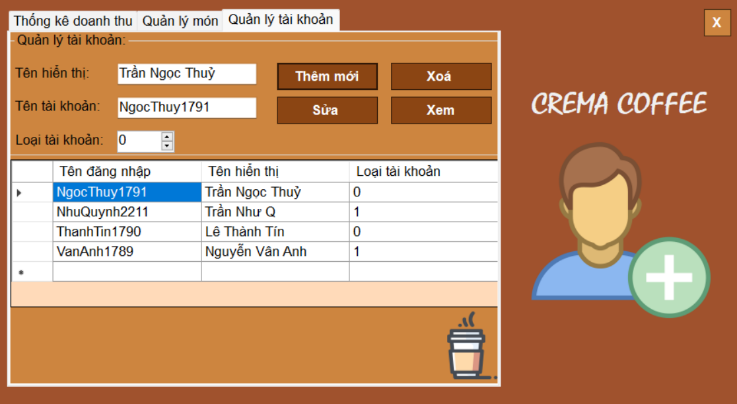 Thống kê doanh thu Quản lý món Quản lý tài khoản
X
Quản lý tài khoản:
Tên hiển thị: Trần Ngọc Thuỷ Thêm mới Xoá
Tên tài khoản: NgocThuy1791 Sửa Xem
Loại tài khoản: 0
CREMA COFFEE
Tên đăng nhập Tên hiển thị Loại tài khoản
NgocThuy1791 Trần Ngọc Thuỷ 0
NhuQuynh2211 Trần Như Q 1
ThanhTin1790 Lê Thành Tín 0
VanAnh1789 Nguyễn Vân Anh 1